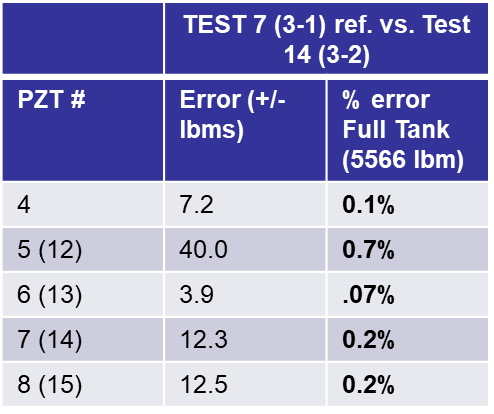 TEST 7 (3-1) ref. vs. Test
14 (3-2)
PZT # Error (+/- % error
lbms) Full Tank
(5566 lbm)
4 7.2 0.1%
5 (12) 40.0 0.7%
6 (13) 3.9 .07%
7 (14) 12.3 0.2%
8 (15) 12.5 0.2%